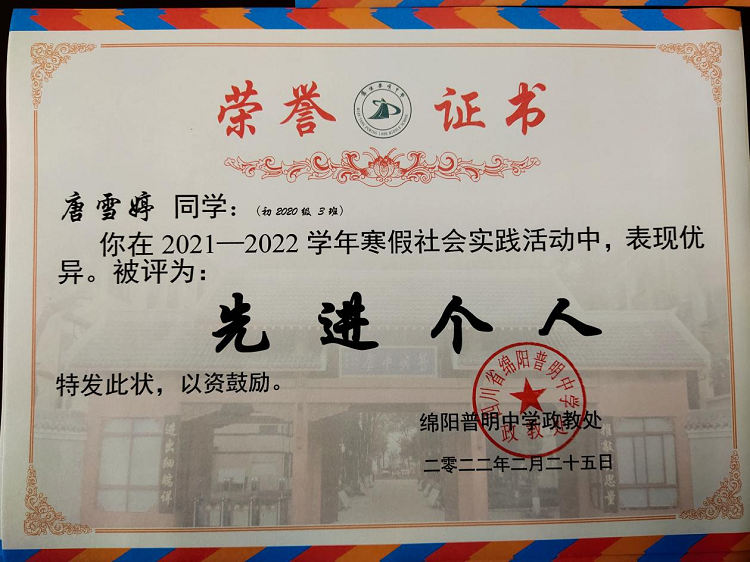 荣誉证书
唐雪婷 同学：（初2020级 3班）
你在2021—2022学年寒假社会实践活动中，表现优
异。被评为：
先进个人
特发此状，以资鼓励。
四川省绵阳普明中学
政教处
绵阳普明中学政教处
二零二二年二月二十五日